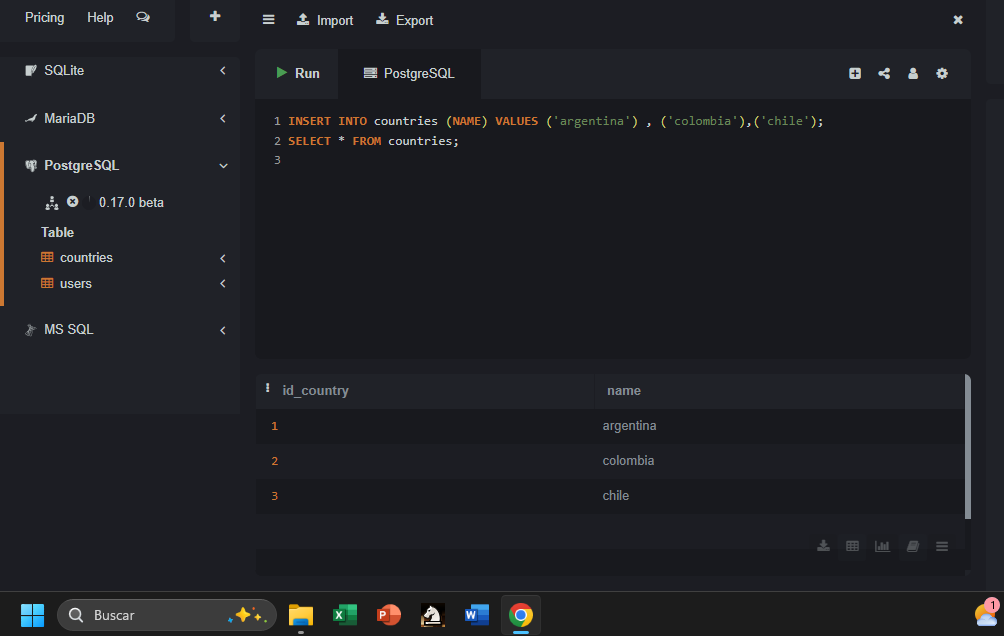 Pricing Help
Import Export
SQLite
MariaDB
PostgreSQL
0.17.0 beta
Table
countries
users
MS SQL
Run PostgreSQL
1 INSERT INTO countries (NAME) VALUES ('argentina') , ('colombia'),('chile');
2 SELECT * FROM countries;
3
id_country name
1 argentina
2 colombia
3 chile
Buscar
1